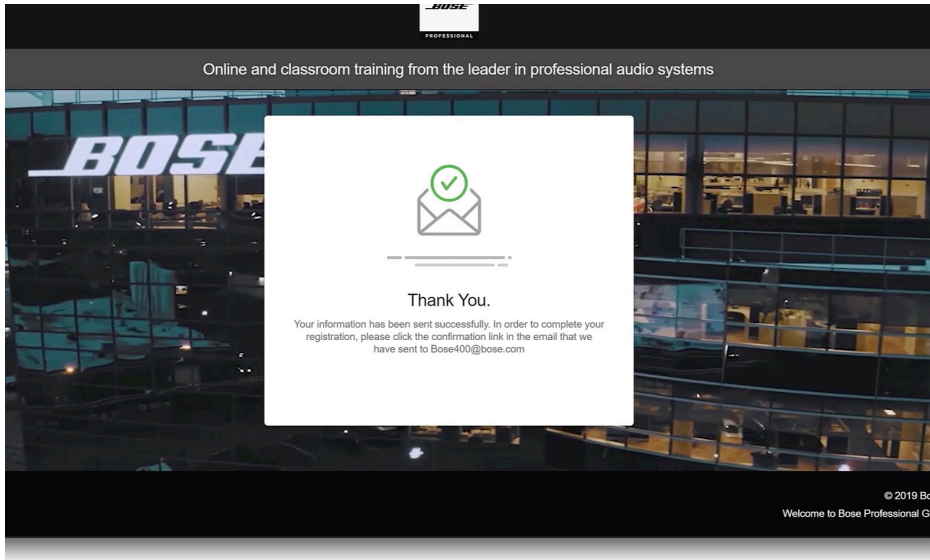 BOSE
PROFESSIONAL
Online and classroom training from the leader in professional audio systems
BOSE
Thank You.
Your information has been sent successfully. In order to complete your
registration, please click the confirmation link in the email that we
have sent to Bose400@bose.com
© 2019 Bo
Welcome to Bose Professional G